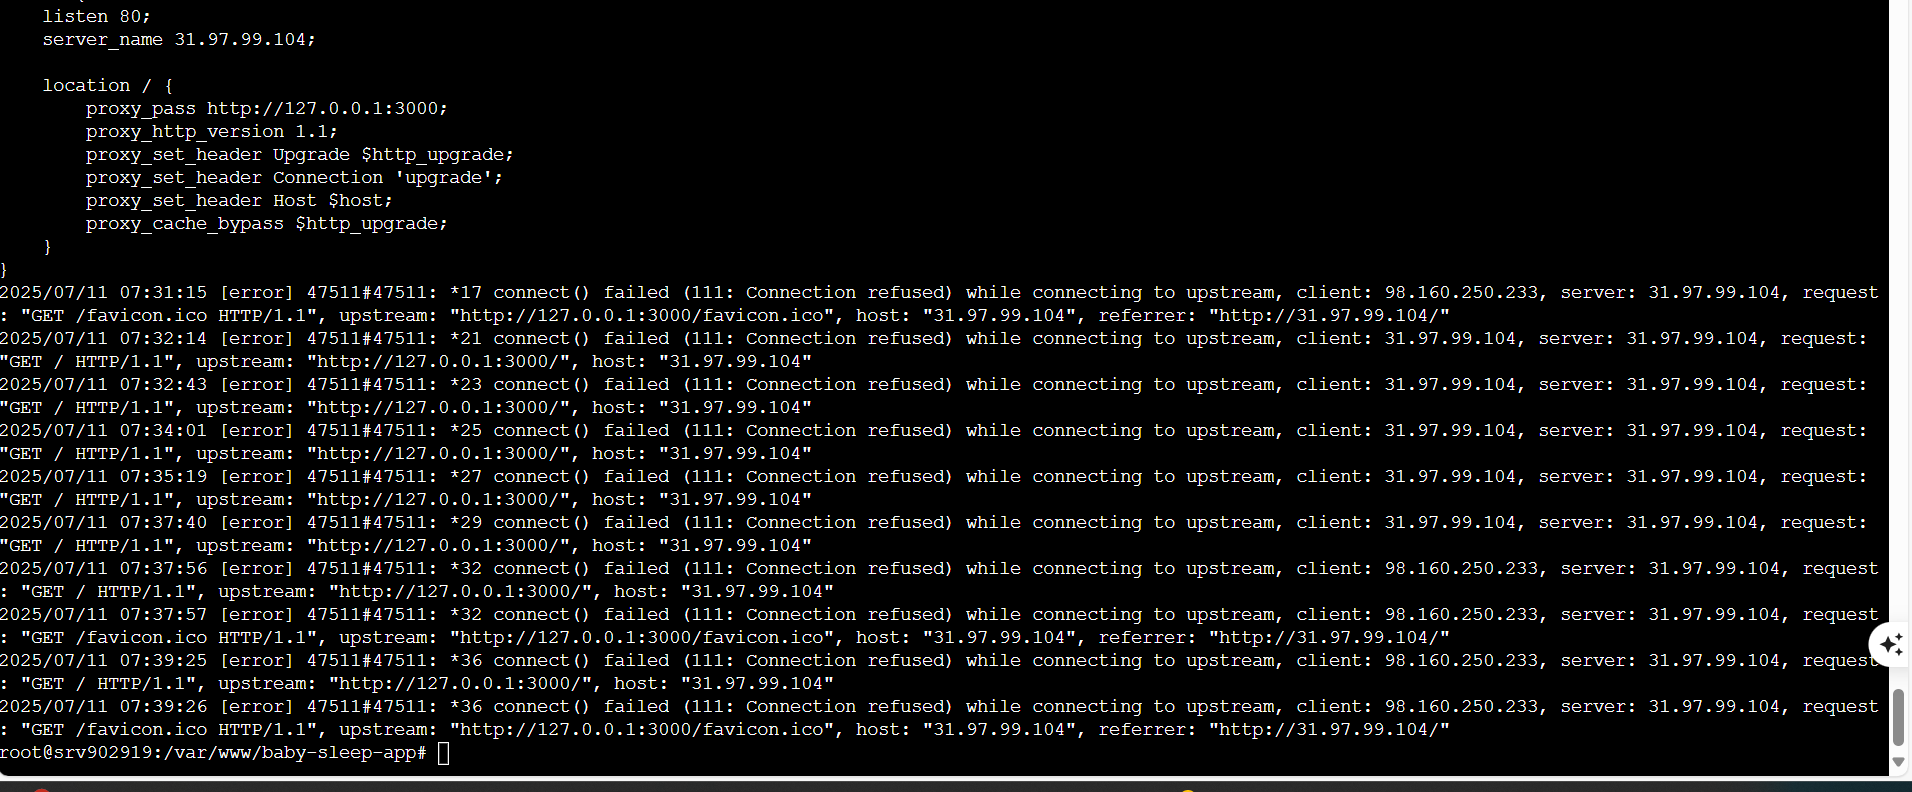 listen 80;
server_name 31.97.99.104;
location / {
proxy_pass http://127.0.0.1:3000;
proxy_http_version 1.1;
proxy_set_header Upgrade $http_upgrade;
proxy_set_header Connection 'upgrade';
proxy_set_header Host $host;
proxy_cache_bypass $http_upgrade;
}
}
2025/07/11 07:31:15 [error] 47511#47511: *17 connect() failed (111: Connection refused) while connecting to upstream, client: 98.160.250.233, server: 31.97.99.104, request
: "GET /favicon.ico HTTP/1.1", upstream: "http://127.0.0.1:3000/favicon.ico", host: "31.97.99.104", referrer: "http://31.97.99.104/"
2025/07/11 07:32:14 [error] 47511#47511: *21 connect() failed (111: Connection refused) while connecting to upstream, client: 31.97.99.104, server: 31.97.99.104, request:
"GET / HTTP/1.1", upstream: "http://127.0.0.1:3000/", host: "31.97.99.104"
2025/07/11 07:32:43 [error] 47511#47511: *23 connect() failed (111: Connection refused) while connecting to upstream, client: 31.97.99.104, server: 31.97.99.104, request:
"GET / HTTP/1.1", upstream: "http://127.0.0.1:3000/", host: "31.97.99.104"
2025/07/11 07:34:01 [error] 47511#47511: *25 connect() failed (111: Connection refused) while connecting to upstream, client: 31.97.99.104, server: 31.97.99.104, request:
"GET / HTTP/1.1", upstream: "http://127.0.0.1:3000/", host: "31.97.99.104"
2025/07/11 07:35:19 [error] 47511#47511: *27 connect() failed (111: Connection refused) while connecting to upstream, client: 31.97.99.104, server: 31.97.99.104, request:
"GET / HTTP/1.1", upstream: "http://127.0.0.1:3000/", host: "31.97.99.104"
2025/07/11 07:37:40 [error] 47511#47511: *29 connect() failed (111: Connection refused) while connecting to upstream, client: 31.97.99.104, server: 31.97.99.104, request:
"GET / HTTP/1.1", upstream: "http://127.0.0.1:3000/", host: "31.97.99.104"
2025/07/11 07:37:56 [error] 47511#47511: *32 connect() failed (111: Connection refused) while connecting to upstream, client: 98.160.250.233, server: 31.97.99.104, request
: "GET / HTTP/1.1", upstream: "http://127.0.0.1:3000/", host: "31.97.99.104"
2025/07/11 07:37:57 [error] 47511#47511: *32 connect() failed (111: Connection refused) while connecting to upstream, client: 98.160.250.233, server: 31.97.99.104, request
: "GET /favicon.ico HTTP/1.1", upstream: "http://127.0.0.1:3000/favicon.ico", host: "31.97.99.104", referrer: "http://31.97.99.104/"
2025/07/11 07:39:25 [error] 47511#47511: *36 connect() failed (111: Connection refused) while connecting to upstream, client: 98.160.250.233, server: 31.97.99.104, request
: "GET / HTTP/1.1", upstream: "http://127.0.0.1:3000/", host: "31.97.99.104"
2025/07/11 07:39:26 [error] 47511#47511: *36 connect() failed (111: Connection refused) while connecting to upstream, client: 98.160.250.233, server: 31.97.99.104, request
: "GET /favicon.ico HTTP/1.1", upstream: "http://127.0.0.1:3000/favicon.ico", host: "31.97.99.104", referrer: "http://31.97.99.104/"
root@srv902919:/var/www/baby-sleep-app#